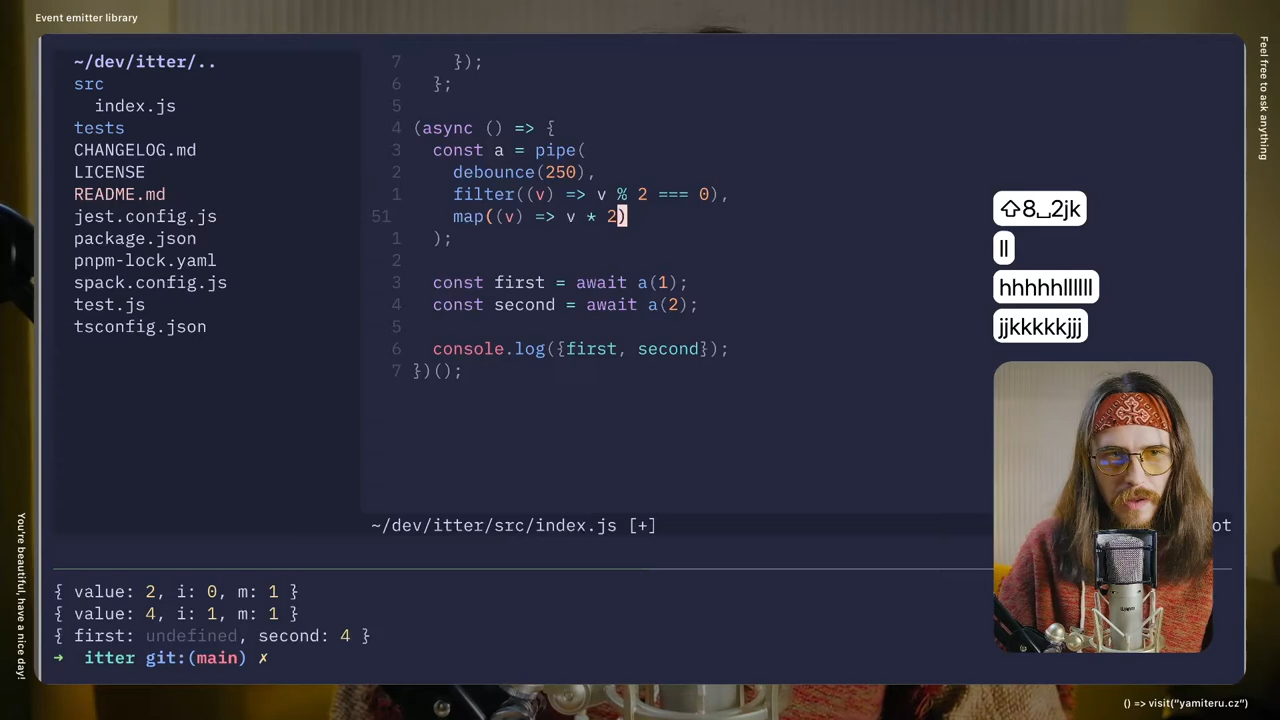 Event emitter library
Feel free to ask anything
~/dev/itter/..
src
index.js
tests
CHANGELOG.md
LICENSE
README.md
jest.config.js
package.json
pnpm-lock.yaml
spack.config.js
test.js
tsconfig.json
7 });
6 };
5
4 (async () => {
3 const a = pipe(
2 debounce(250),
1 filter((v) => v % 2 === 0),
51 map((v) => v * 2)
1 );
2
3 const first = await a(1);
4 const second = await a(2);
5
6 console.log({first, second});
7 })();
~/dev/itter/src/index.js [+]
ot
⇧8␣2jk
ll
hhhhhllllll
jjkkkkkjjj
{ value: 2, i: 0, m: 1 }
{ value: 4, i: 1, m: 1 }
{ first: undefined, second: 4 }
→ itter git:(main) ✗
You're beautiful, have a nice day!
() => visit("yamiteru.cz")